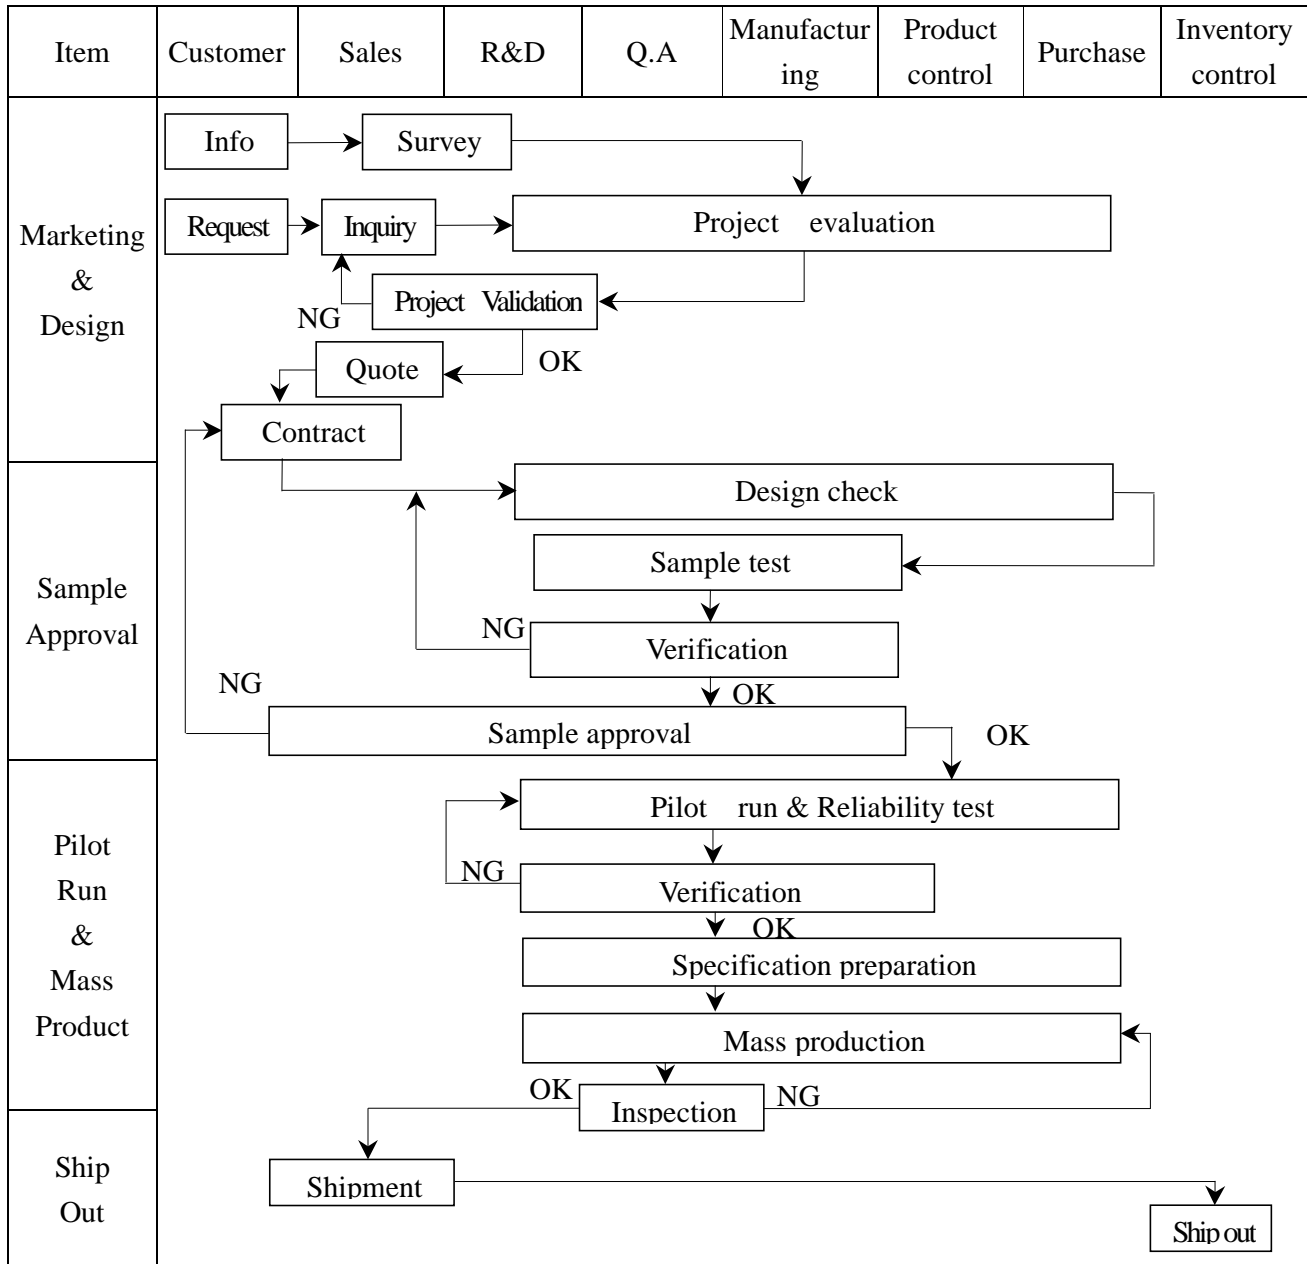 Item
Customer
Sales
R&D
Q.A
Manufactur
ing
Product
control
Purchase
Inventory
control
Marketing
&
Design
Info
Survey
Request
Inquiry
Project evaluation
Project Validation
NG
Quote
OK
Contract
Sample
Approval
Design check
Sample test
NG
Verification
NG
OK
Sample approval
OK
Pilot
Run
&
Mass
Product
Pilot run & Reliability test
NG
Verification
OK
Specification preparation
Mass production
OK
Inspection
NG
Ship
Out
Shipment
Ship out